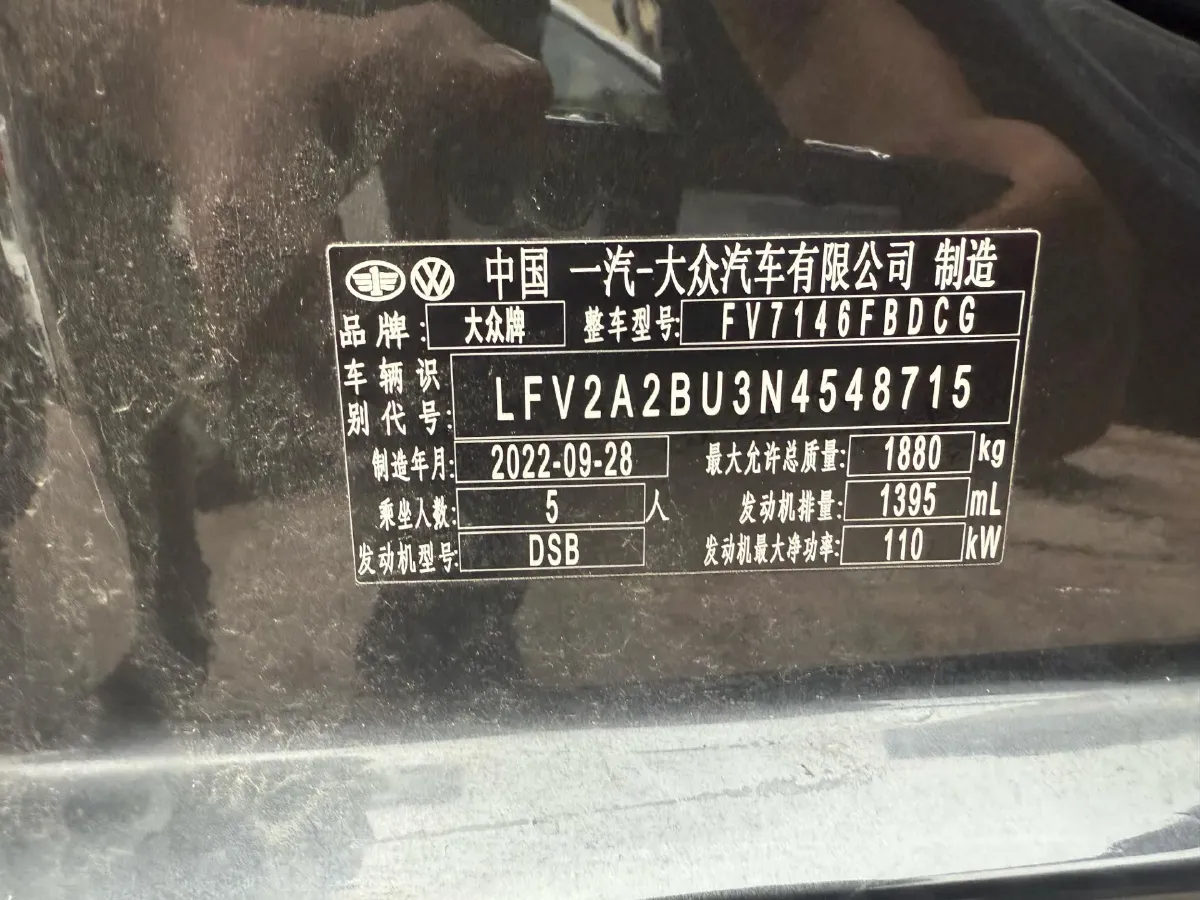 中国 一汽-大众汽车有限公司 制造
品牌: 大众牌 整车型号: FV7146FBDCG
车辆识别代号: LFV2A2BU3N4548715
制造年月: 2022-09-28 最大允许总质量: 1880 kg
乘坐人数: 5 人 发动机排量: 1395 mL
发动机型号: DSB 发动机最大净功率: 110 kW